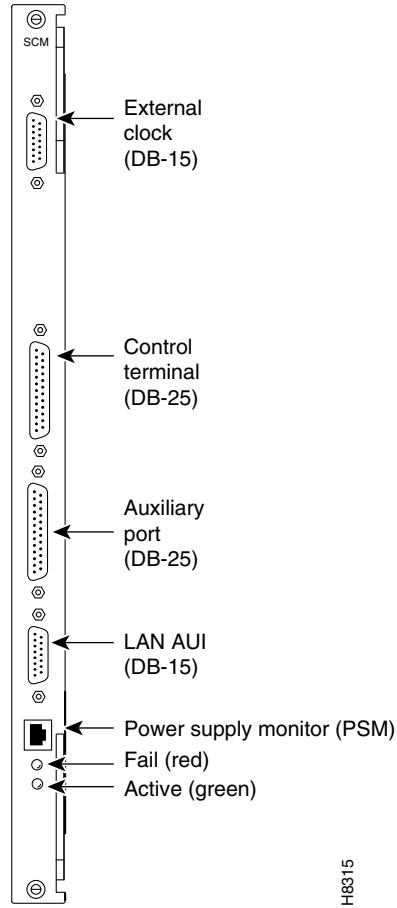 SCM
External
clock
(DB-15)
Control
terminal
(DB-25)
Auxiliary
port
(DB-25)
LAN AUI
(DB-15)
Power supply monitor (PSM)
Fail (red)
Active (green)
H8315